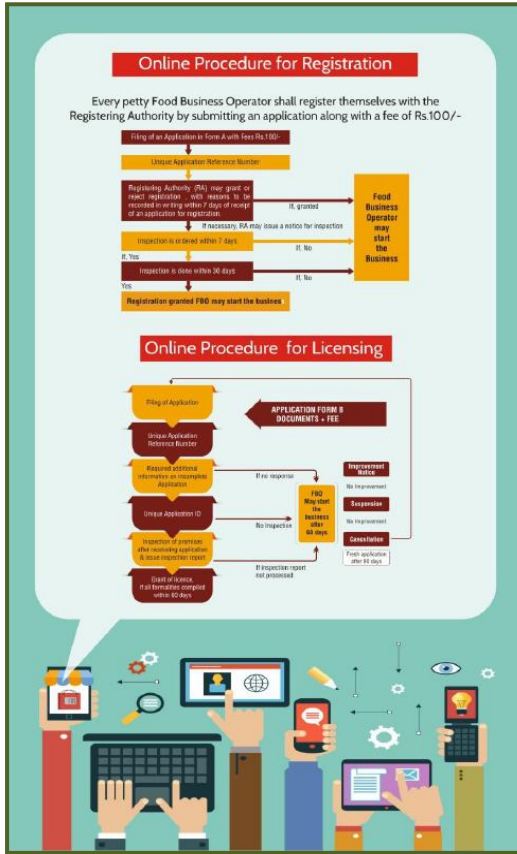 Online Procedure for Registration
Every petty Food Business Operator shall register themselves with the
Registering Authority by submitting an application along with a fee of Rs.100/-
Filing of an Application in Form A with Fees Rs.100/-
Unique Application Reference Number
Registering Authority (RA) may grant or
reject registration , with reasons to be
recorded in writing within 7 days of receipt
of an application for registration.
If, granted
Food
Business
Operator
may
start
the
Business
If necessary, RA may issue a notice for inspection
Inspection is ordered within 7 days
If, No
If, Yes
Inspection is done within 30 days
If, No
Yes
Registration granted FBO may start the busines
Online Procedure for Licensing
Filing of Application
APPLICATION FORM B
DOCUMENTS + FEE
Unique Application
Reference Number
Required additional
information on incomplete
Application
If no response
Unique Application ID
No Inspection
Inspection of premises
after receiving application
& issue inspection report
If inspection report
not processed
Grant of licence,
if all formalities complied
within 60 days
FBO
May start
the
business
after
60 days
Improvement
Notice
No Improvement
Suspension
No Improvement
Cancellation
Fresh application
after 90 days